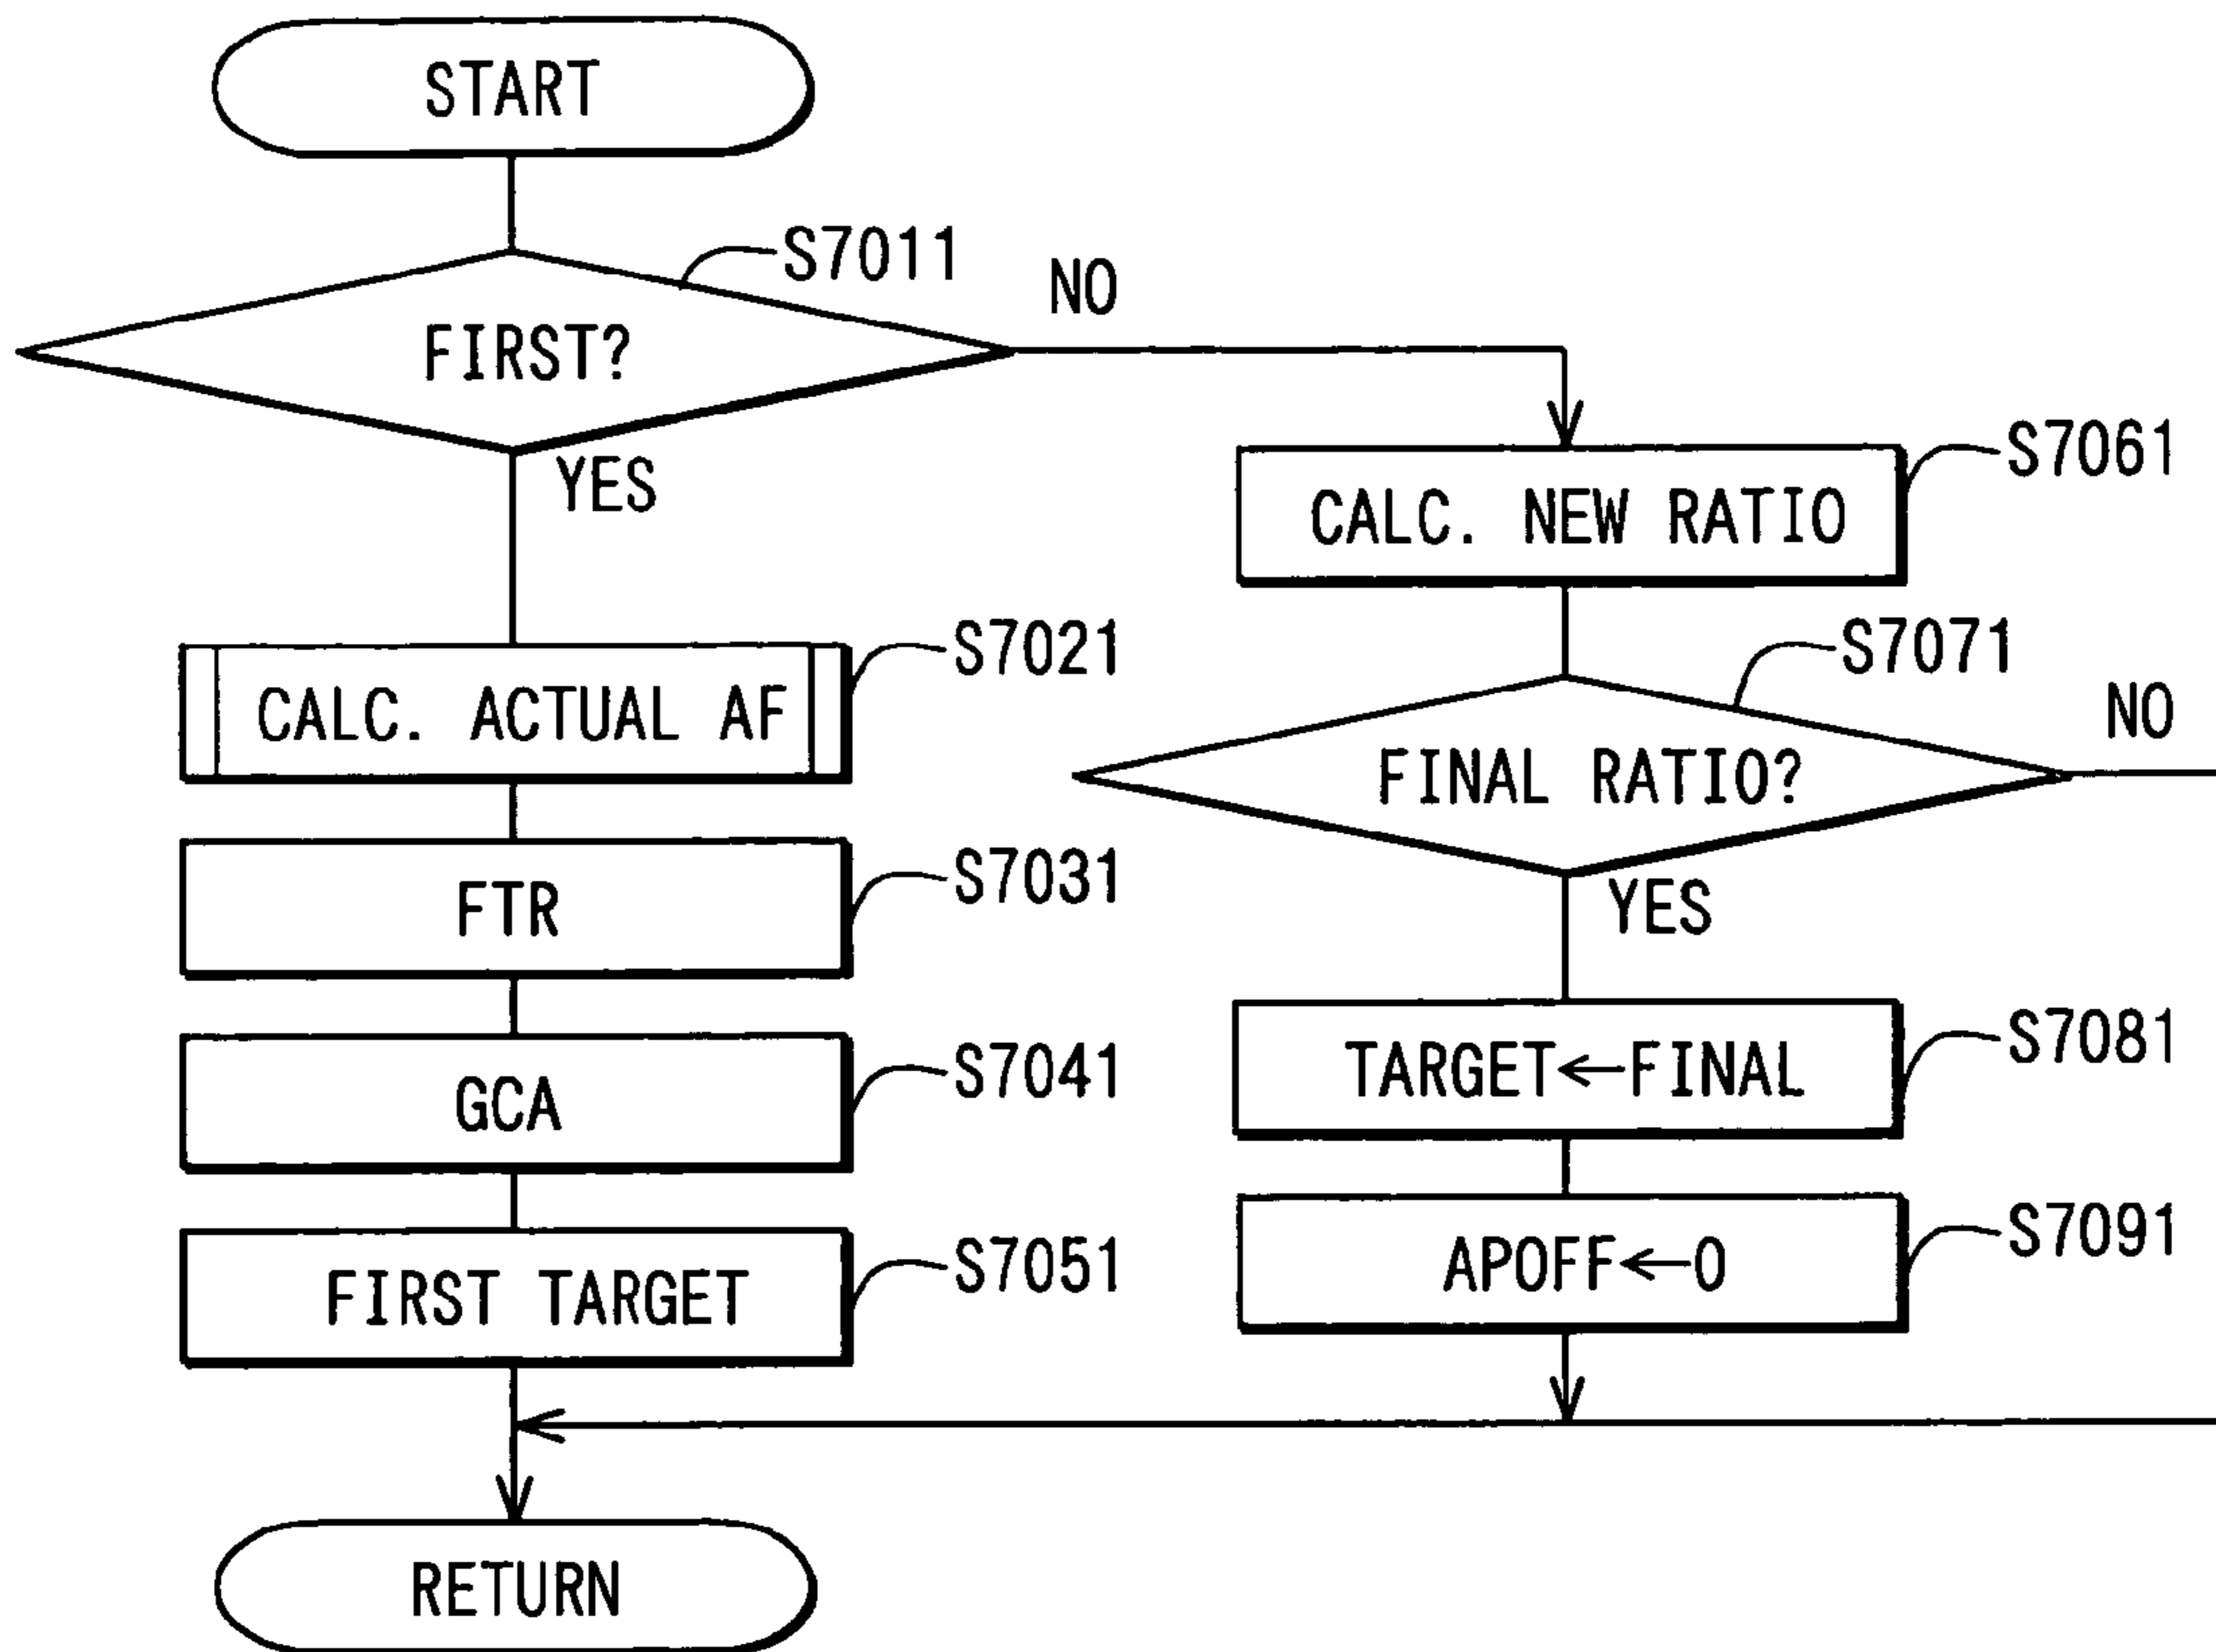 START
S7011
FIRST?
NO
YES
CALC. ACTUAL AF
S7021
FTR
S7031
GCA
S7041
FIRST TARGET
S7051
CALC. NEW RATIO
S7061
S7071
FINAL RATIO?
NO
YES
TARGET←FINAL
S7081
APOFF←0
S7091
RETURN